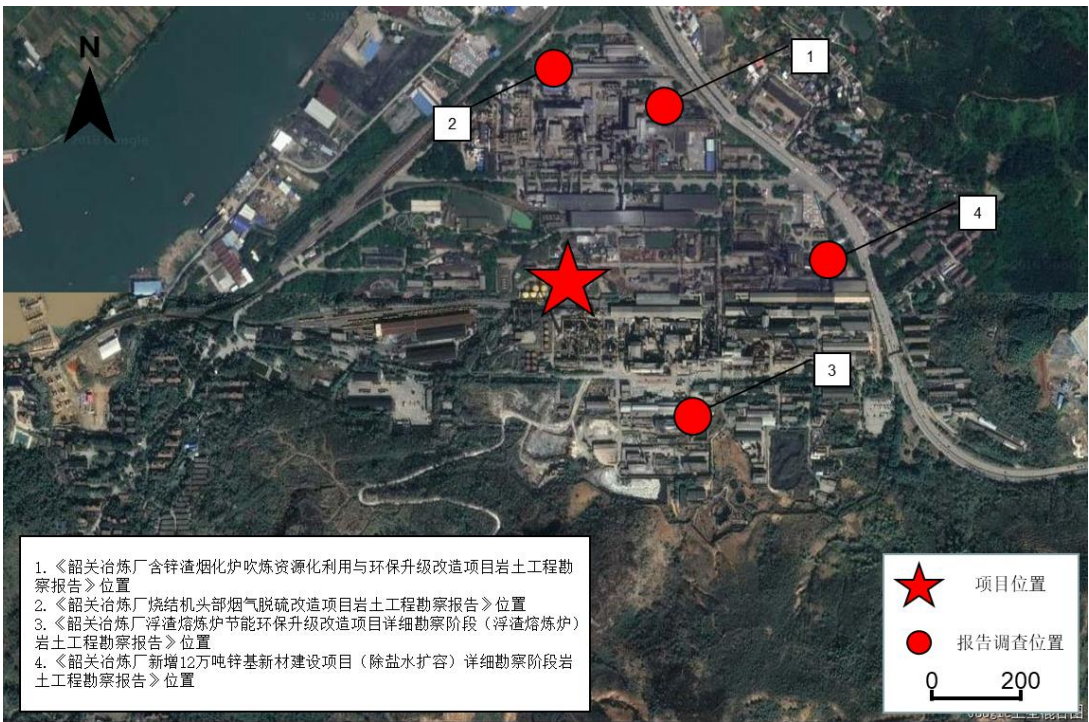 N
1
2
4
3
1. 《韶关冶炼厂含锌渣烟化炉吹炼资源化利用与环保升级改造项目岩土工程勘
察报告》位置
2. 《韶关冶炼厂烧结机头部烟气脱硫改造项目岩土工程勘察报告》位置
3. 《韶关冶炼厂浮渣熔炼炉节能环保升级改造项目详细勘察阶段（浮渣熔炼炉）
岩土工程勘察报告》位置
4. 《韶关冶炼厂新增12万吨锌基新材建设项目（除盐水扩容）详细勘察阶段岩
土工程勘察报告》位置
项目位置
报告调查位置
0 200